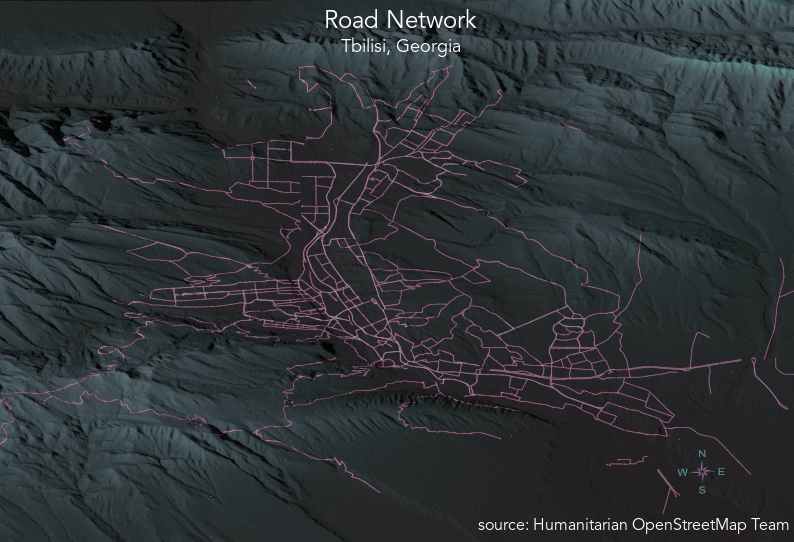 Road Network
Tbilisi, Georgia
N
W E
S
source: Humanitarian OpenStreetMap Team